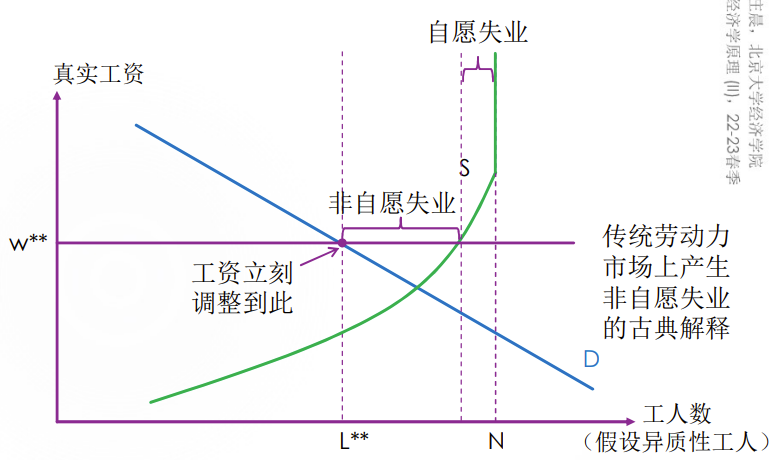 自愿失业
真实工资
S
非自愿失业
w**
工资立刻
调整到此
传统劳动力
市场上产生
非自愿失业
的古典解释
D
L**
N
工人数
（假设异质性工人）
庄晨，北京大学经济学院
经济学原理 (II)，22-23春季